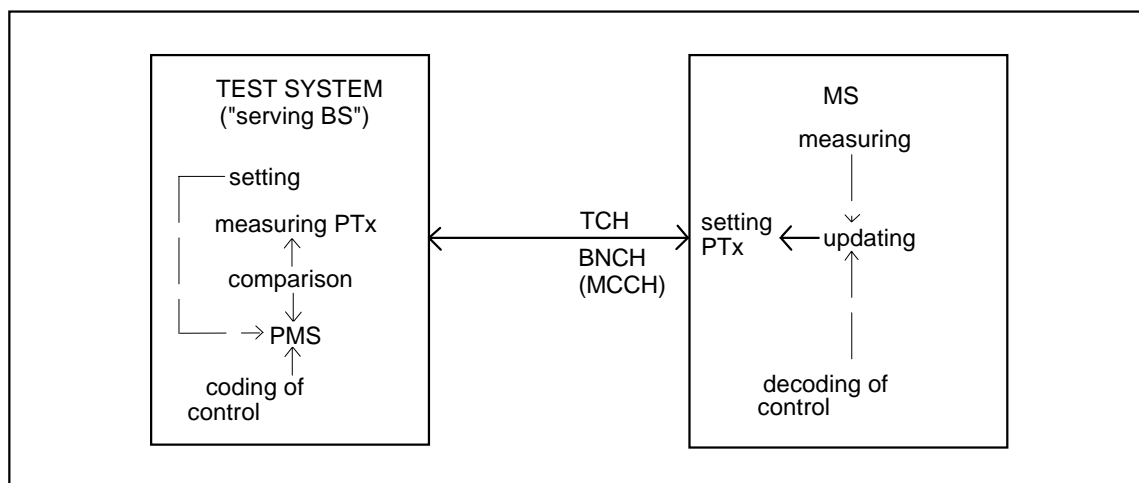 TEST SYSTEM
("serving BS")
setting
measuring PTx
comparison
PMS
coding of
control
TCH
BNCH
(MCCH)
MS
measuring
setting
PTx
updating
decoding of
control